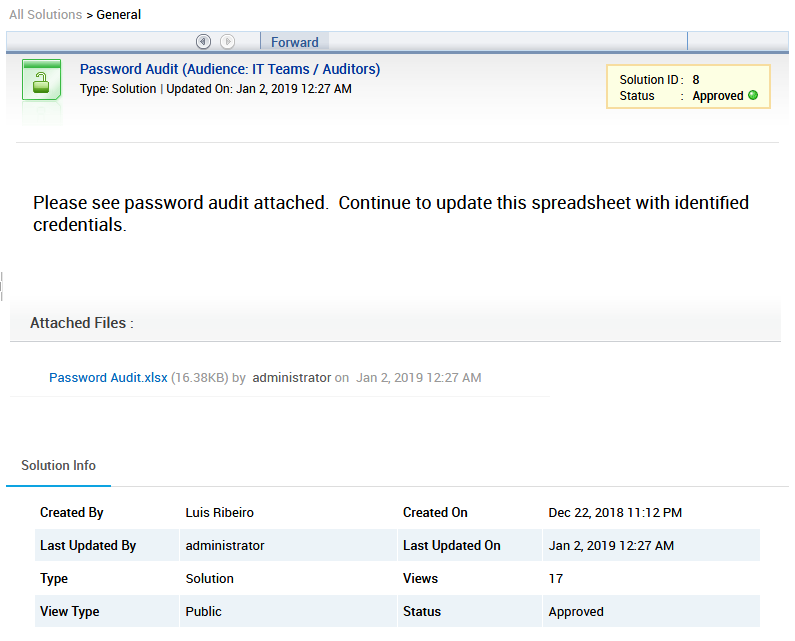 All Solutions > General
Forward
Password Audit (Audience: IT Teams / Auditors)
Type: Solution | Updated On: Jan 2, 2019 12:27 AM
Solution ID : 8
Status : Approved
Please see password audit attached.  Continue to update this spreadsheet with identified
credentials.
Attached Files :
Password Audit.xlsx (16.38KB) by administrator on Jan 2, 2019 12:27 AM
Solution Info
Created By Luis Ribeiro Created On Dec 22, 2018 11:12 PM
Last Updated By administrator Last Updated On Jan 2, 2019 12:27 AM
Type Solution Views 17
View Type Public Status Approved